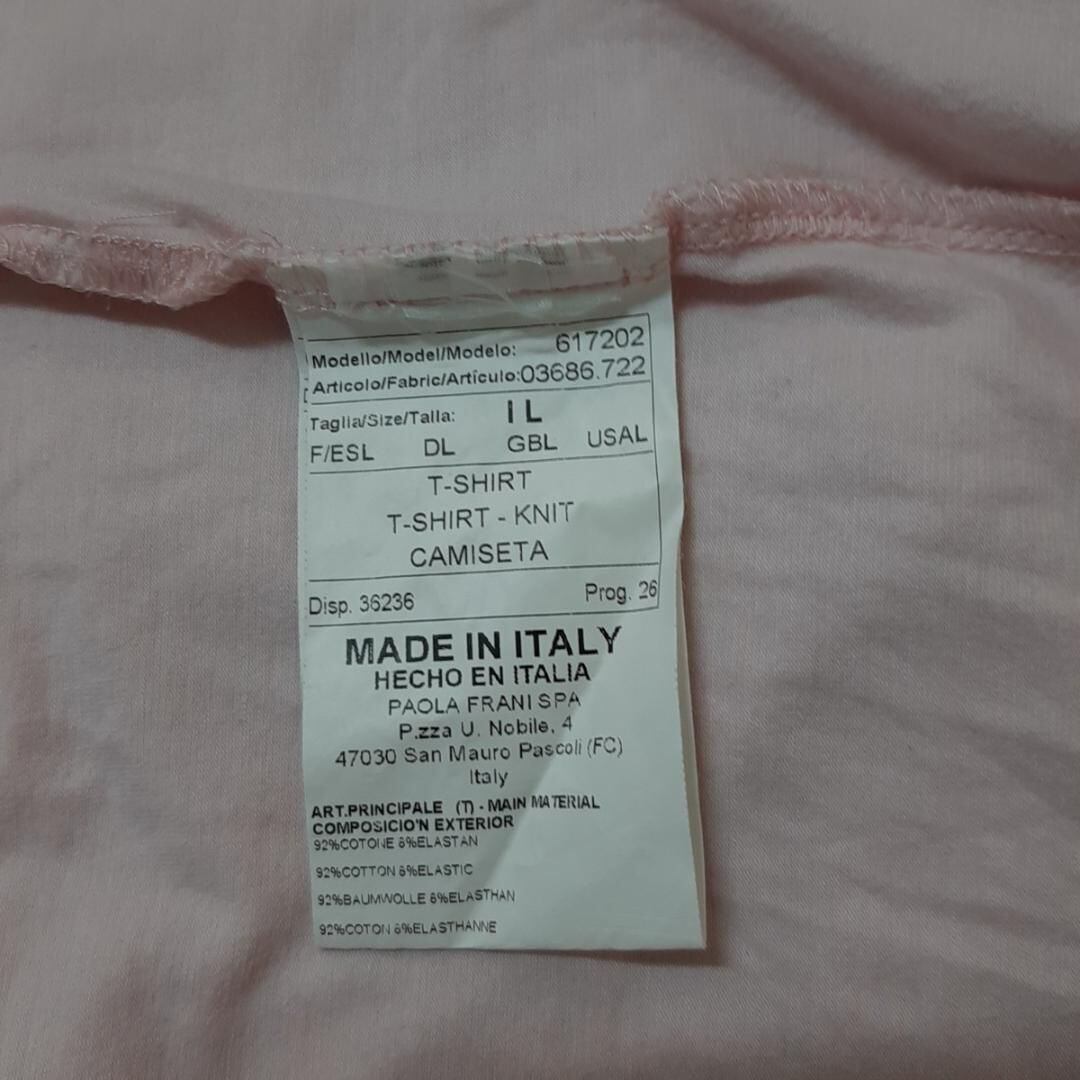 Modello/Model/Modelo: 617202
Articolo/Fabric/Artículo:03686.722
Taglia/Size/Talla: I L
F/ESL DL GBL USAL
T-SHIRT
T-SHIRT - KNIT
CAMISETA
Disp. 36236 Prog. 26
MADE IN ITALY
HECHO EN ITALIA
PAOLA FRANI SPA
P.zza U. Nobile, 4
47030 San Mauro Pascoli (FC)
Italy
ART.PRINCIPALE (T) - MAIN MATERIAL
COMPOSICIO'N EXTERIOR
92%COTONE 8%ELASTAN
92%COTTON 8%ELASTIC
92%BAUMWOLLE 8%ELASTHAN
92%COTON 8%ELASTHANNE